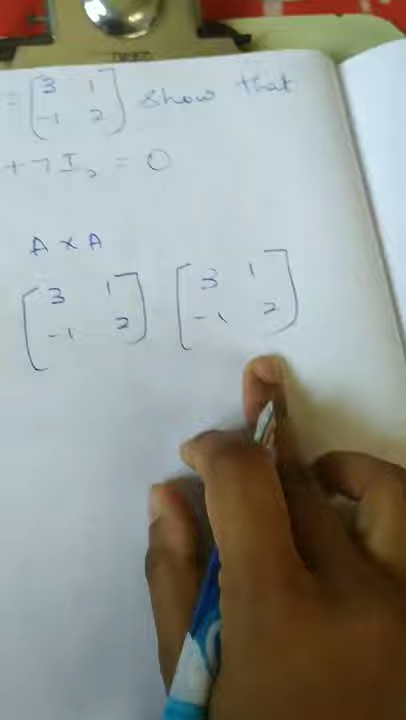 = [3 1 -1 2] show that
+ 7 I₂ = 0
A × A
[3 1 -1 2] [3 1 -1 2]